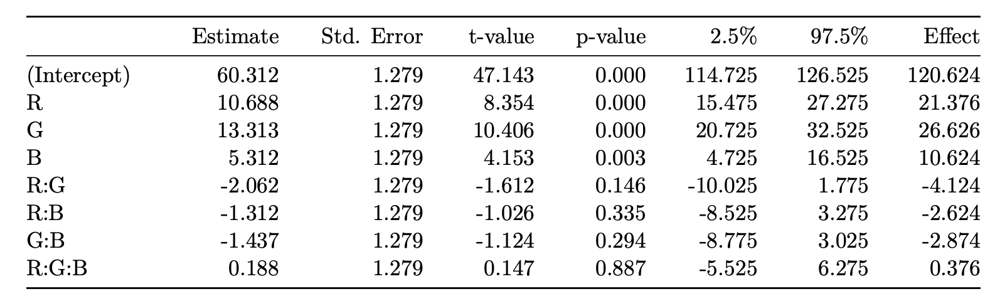 Estimate Std. Error t-value p-value 2.5% 97.5% Effect
(Intercept) 60.312 1.279 47.143 0.000 114.725 126.525 120.624
R 10.688 1.279 8.354 0.000 15.475 27.275 21.376
G 13.313 1.279 10.406 0.000 20.725 32.525 26.626
B 5.312 1.279 4.153 0.003 4.725 16.525 10.624
R:G -2.062 1.279 -1.612 0.146 -10.025 1.775 -4.124
R:B -1.312 1.279 -1.026 0.335 -8.525 3.275 -2.624
G:B -1.437 1.279 -1.124 0.294 -8.775 3.025 -2.874
R:G:B 0.188 1.279 0.147 0.887 -5.525 6.275 0.376